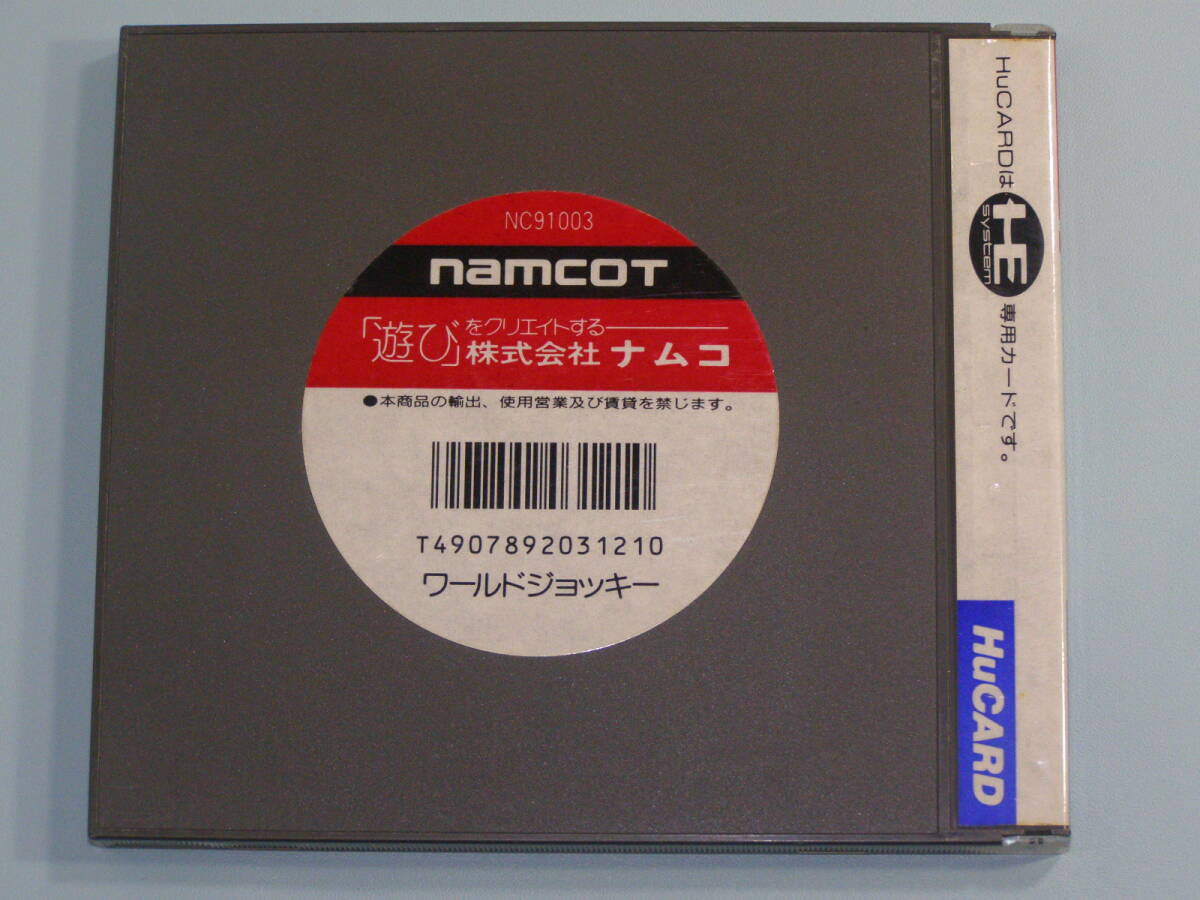 NC91003
namcoT
「遊び」をクリエイトする
株式会社 ナムコ
●本商品の輸出、使用営業及び賃貸を禁じます。
T4907892031210
ワールドジョッキー
HuCARDは HE system 専用カードです。
HuCARD